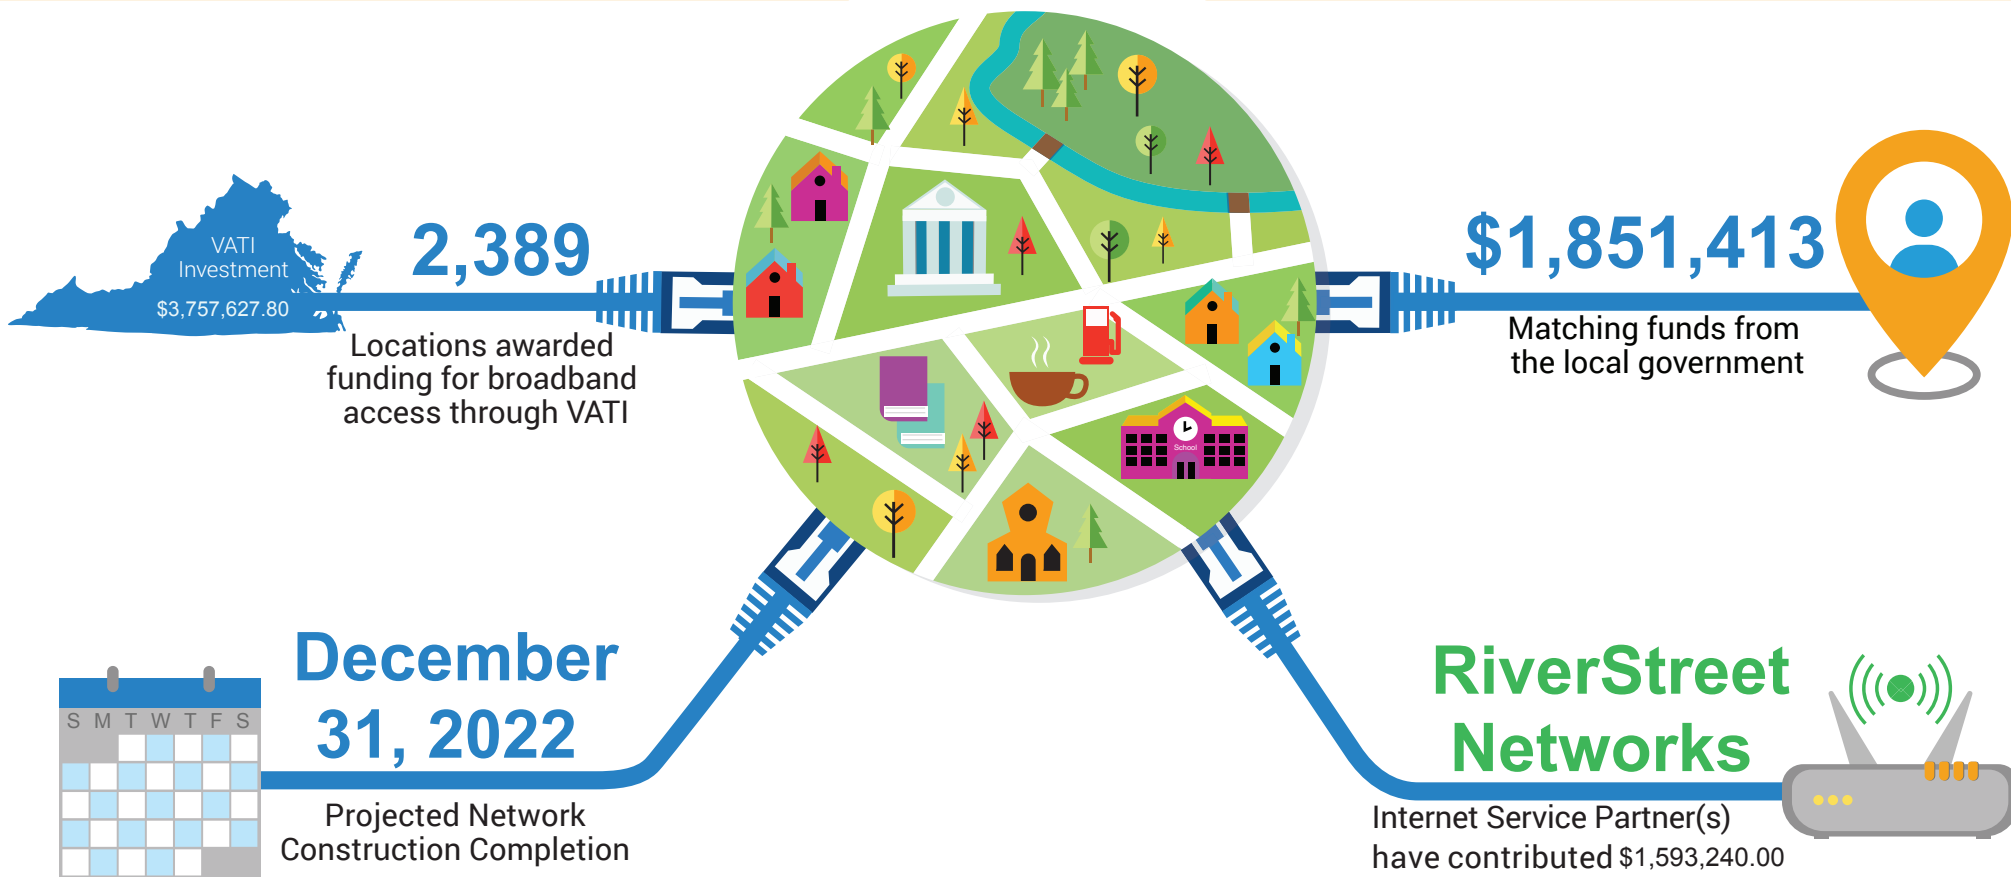 VATI
Investment
$3,757,627.80
2,389
Locations awarded
funding for broadband
access through VATI
$1,851,413
Matching funds from
the local government
School
December
31, 2022
Projected Network
Construction Completion
S M T W T F S
RiverStreet
Networks
Internet Service Partner(s)
have contributed $1,593,240.00